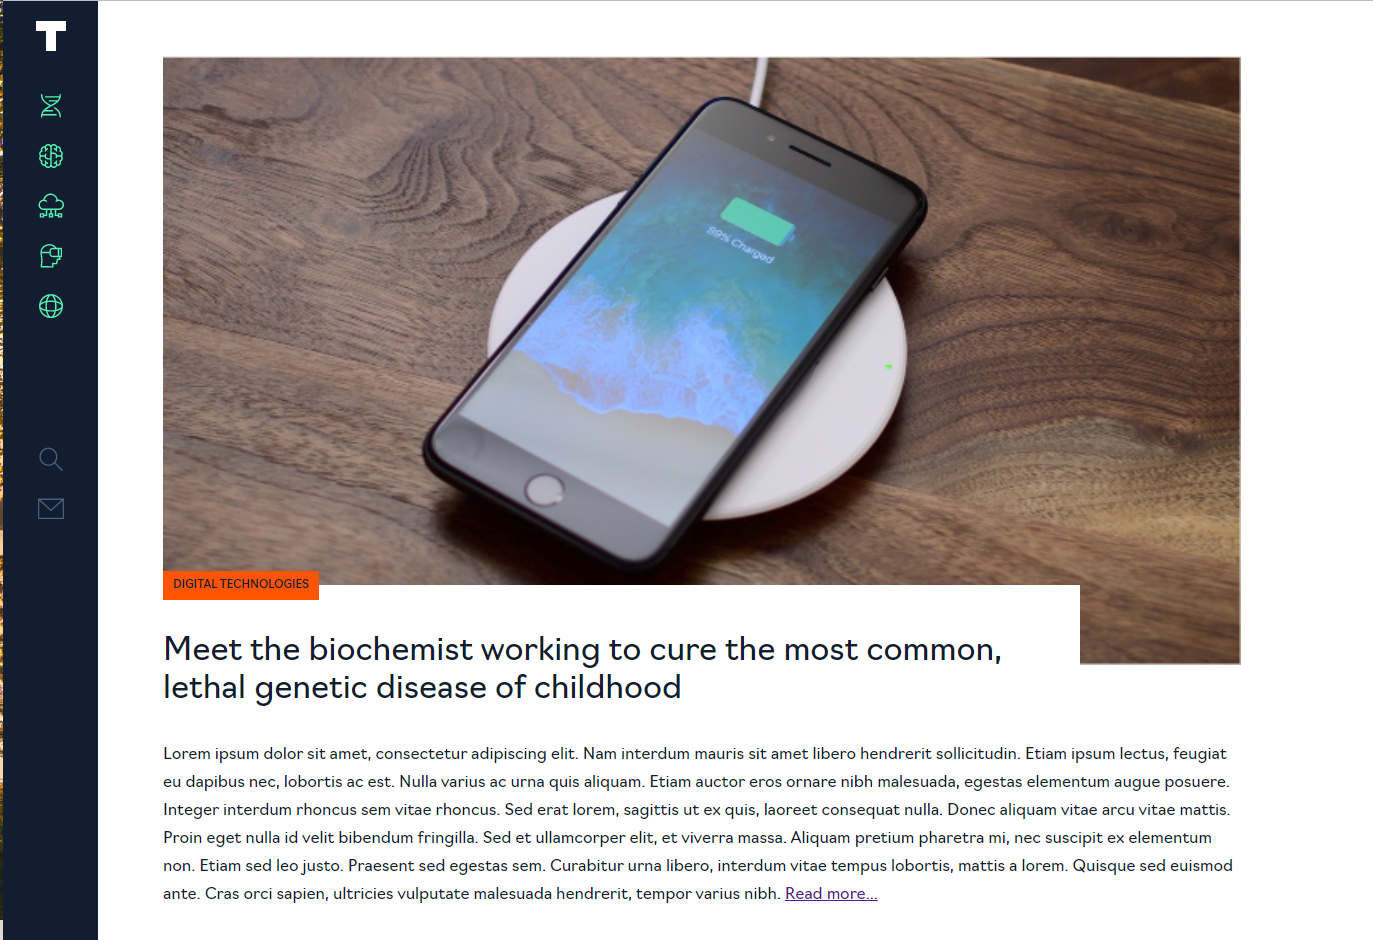 T
99% Charged
DIGITAL TECHNOLOGIES
Meet the biochemist working to cure the most common,
lethal genetic disease of childhood
Lorem ipsum dolor sit amet, consectetur adipiscing elit. Nam interdum mauris sit amet libero hendrerit sollicitudin. Etiam ipsum lectus, feugiat
eu dapibus nec, lobortis ac est. Nulla varius ac urna quis aliquam. Etiam auctor eros ornare nibh malesuada, egestas elementum augue posuere.
Integer interdum rhoncus sem vitae rhoncus. Sed erat lorem, sagittis ut ex quis, laoreet consequat nulla. Donec aliquam vitae arcu vitae mattis.
Proin eget nulla id velit bibendum fringilla. Sed et ullamcorper elit, et viverra massa. Aliquam pretium pharetra mi, nec suscipit ex elementum
non. Etiam sed leo justo. Praesent sed egestas sem. Curabitur urna libero, interdum vitae tempus lobortis, mattis a lorem. Quisque sed euismod
ante. Cras orci sapien, ultricies vulputate malesuada hendrerit, tempor varius nibh. Read more...